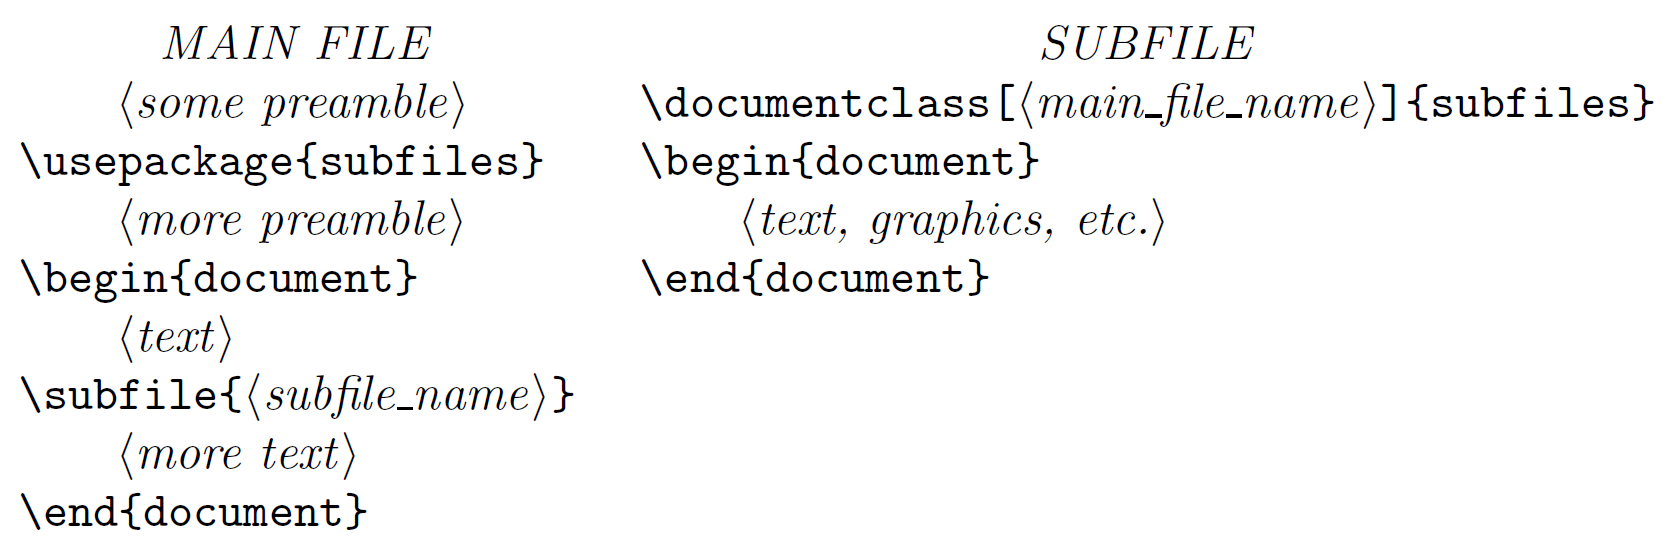 MAIN FILE
⟨some preamble⟩
\usepackage{subfiles}
⟨more preamble⟩
\begin{document}
⟨text⟩
\subfile{⟨subfile_name⟩}
⟨more text⟩
\end{document}
SUBFILE
\documentclass[⟨main_file_name⟩]{subfiles}
\begin{document}
⟨text, graphics, etc.⟩
\end{document}